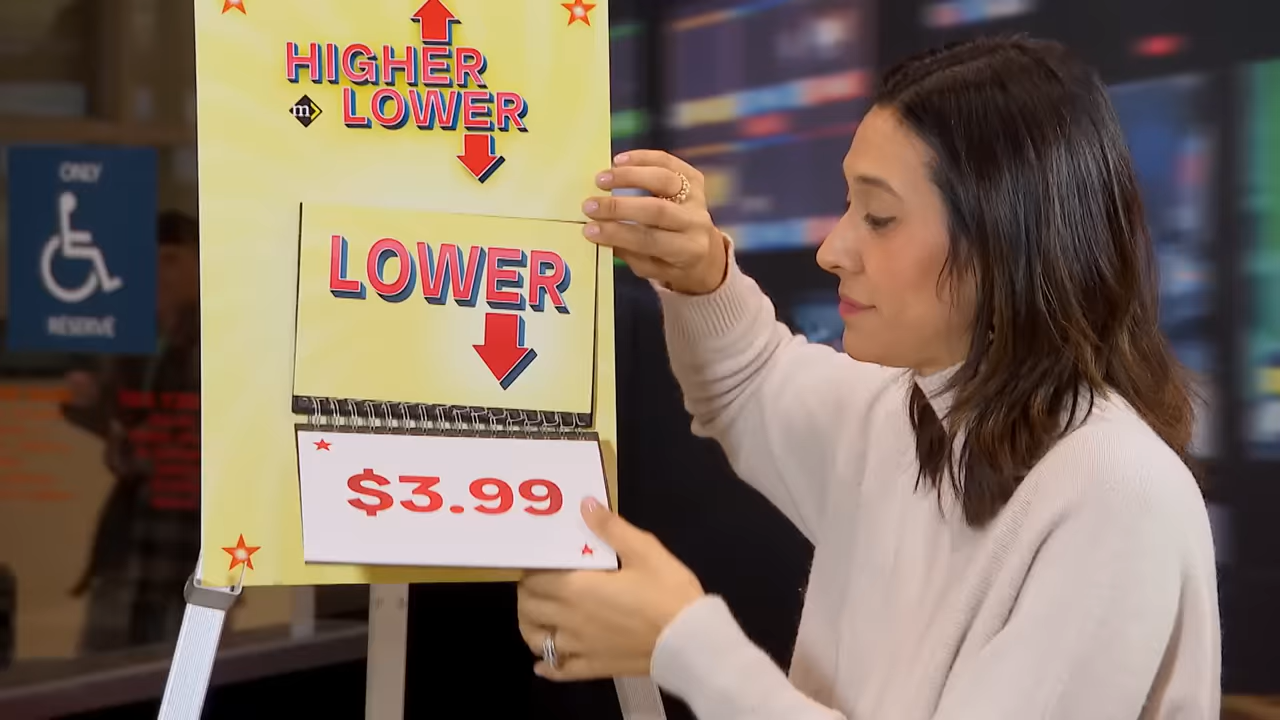 HIGHER
m LOWER
LOWER
$3.99
ONLY
RESERVE